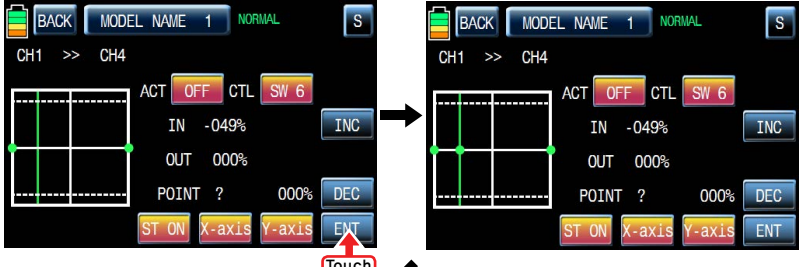 BACK MODEL NAME 1 NORMAL S
CH1 >> CH4
ACT OFF CTL SW 6
IN -049% INC
OUT 000%
POINT ? 000% DEC
ST ON X-axis Y-axis ENT
Touch
BACK MODEL NAME 1 NORMAL S
CH1 >> CH4
ACT OFF CTL SW 6
IN -049% INC
OUT 000%
POINT ? 000% DEC
ST ON X-axis Y-axis ENT